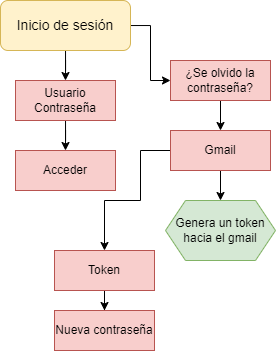 Inicio de sesión
¿Se olvido la
contraseña?
Usuario
Contraseña
Gmail
Acceder
Genera un token
hacia el gmail
Token
Nueva contraseña